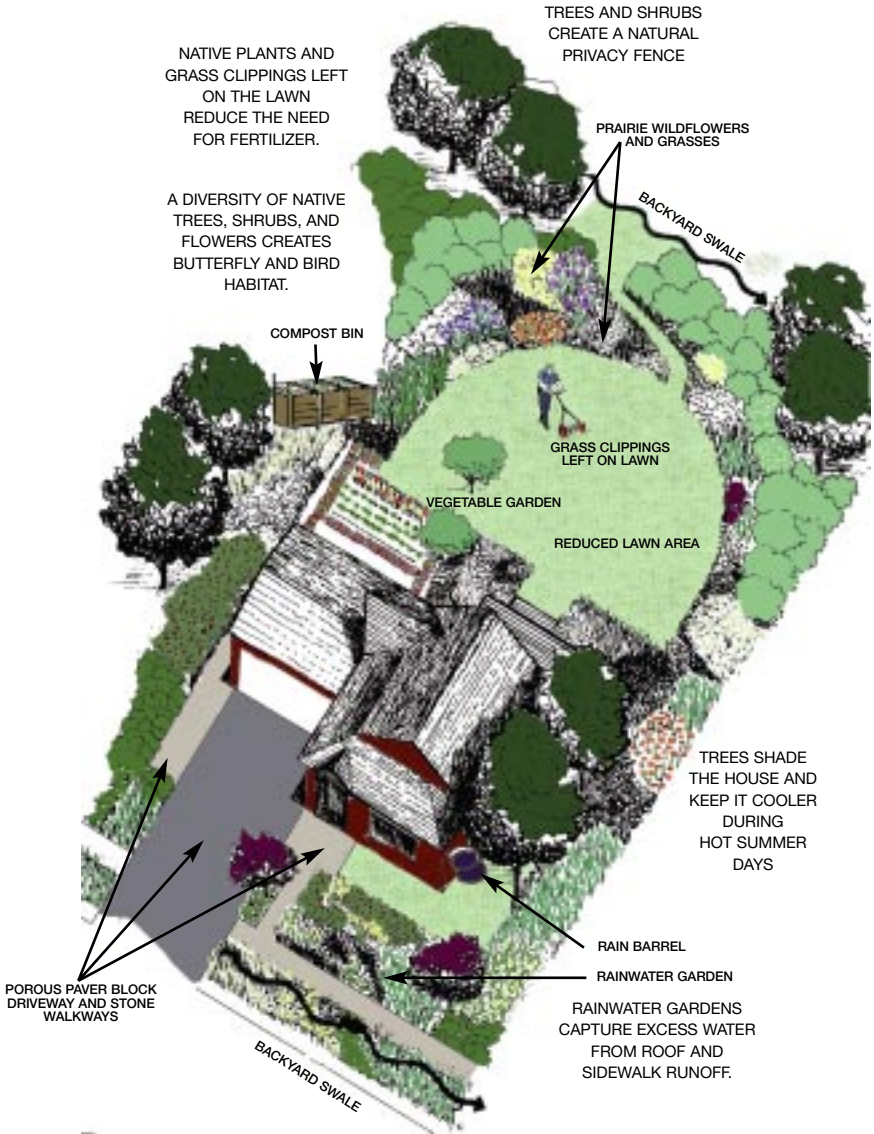 TREES AND SHRUBS
CREATE A NATURAL
PRIVACY FENCE
NATIVE PLANTS AND
GRASS CLIPPINGS LEFT
ON THE LAWN
REDUCE THE NEED
FOR FERTILIZER.
PRAIRIE WILDFLOWERS
AND GRASSES
A DIVERSITY OF NATIVE
TREES, SHRUBS, AND
FLOWERS CREATES
BUTTERFLY AND BIRD
HABITAT.
BACKYARD SWALE
COMPOST BIN
GRASS CLIPPINGS
LEFT ON LAWN
VEGETABLE GARDEN
REDUCED LAWN AREA
TREES SHADE
THE HOUSE AND
KEEP IT COOLER
DURING
HOT SUMMER
DAYS
RAIN BARREL
RAINWATER GARDEN
POROUS PAVER BLOCK
DRIVEWAY AND STONE
WALKWAYS
RAINWATER GARDENS
CAPTURE EXCESS WATER
FROM ROOF AND
SIDEWALK RUNOFF.
BACKYARD SWALE